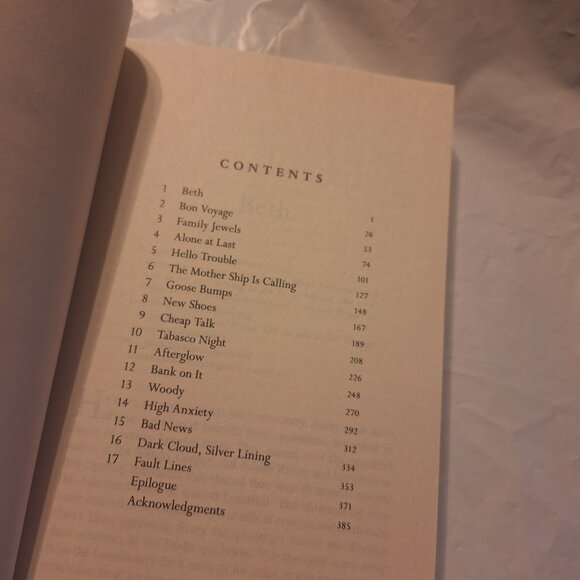 CONTENTS
1 Beth 1
2 Bon Voyage 26
3 Family Jewels 53
4 Alone at Last 74
5 Hello Trouble 101
6 The Mother Ship Is Calling 127
7 Goose Bumps 148
8 New Shoes 167
9 Cheap Talk 189
10 Tabasco Night 208
11 Afterglow 226
12 Bank on It 248
13 Woody 270
14 High Anxiety 292
15 Bad News 312
16 Dark Cloud, Silver Lining 334
17 Fault Lines 353
Epilogue 371
Acknowledgments 385